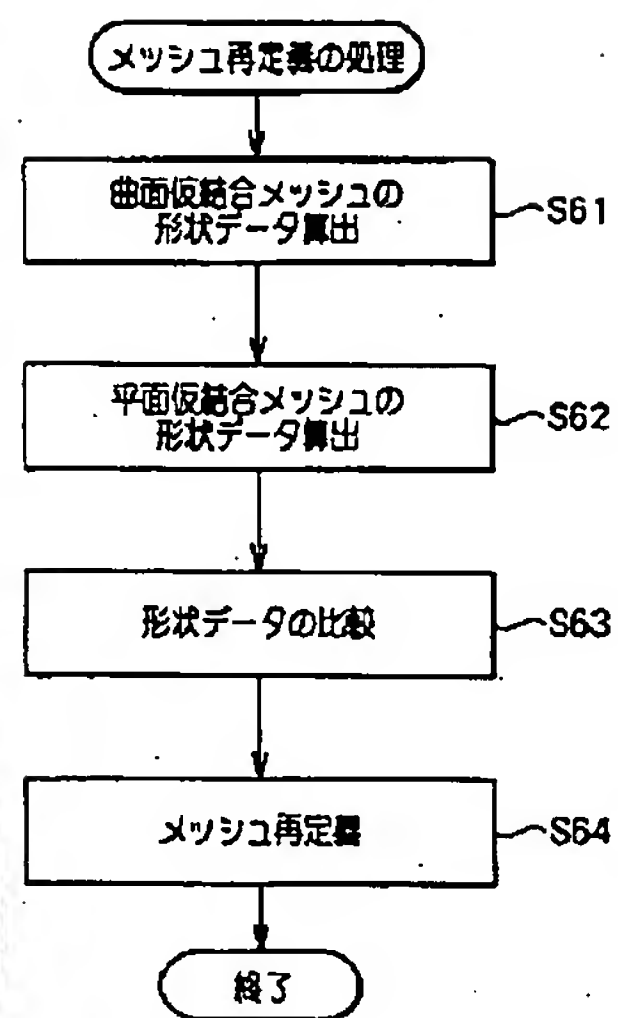 メッシュ再定義の処理
曲面仮結合メッシュの
形状データ算出
S61
平面仮結合メッシュの
形状データ算出
S62
形状データの比較
S63
メッシュ再定義
S64
終了